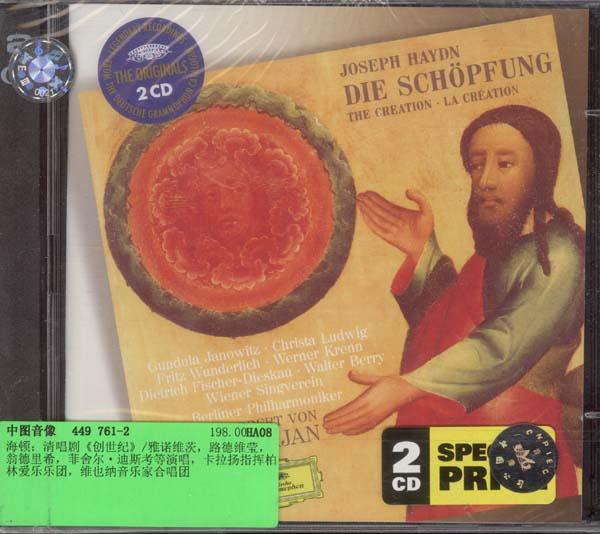 THE ORIGINALS
2 CD
JOSEPH HAYDN
DIE SCHÖPFUNG
THE CREATION · LA CRÉATION
Gundula Janowitz · Christa Ludwig
Fritz Wunderlich · Werner Krenn
Dietrich Fischer-Dieskau · Walter Berry
Wiener Singverein
Berliner Philharmoniker
VON
JAN
中图音像 449 761-2 198.00HA08
海顿：清唱剧《创世纪》/雅诺维茨，路德维莹，
翁德里希，菲舍尔·迪斯考等演唱，卡拉扬指挥柏
林爱乐乐团，维也纳音乐家合唱团
2
CD
SPEC
PRI
CNPIEC